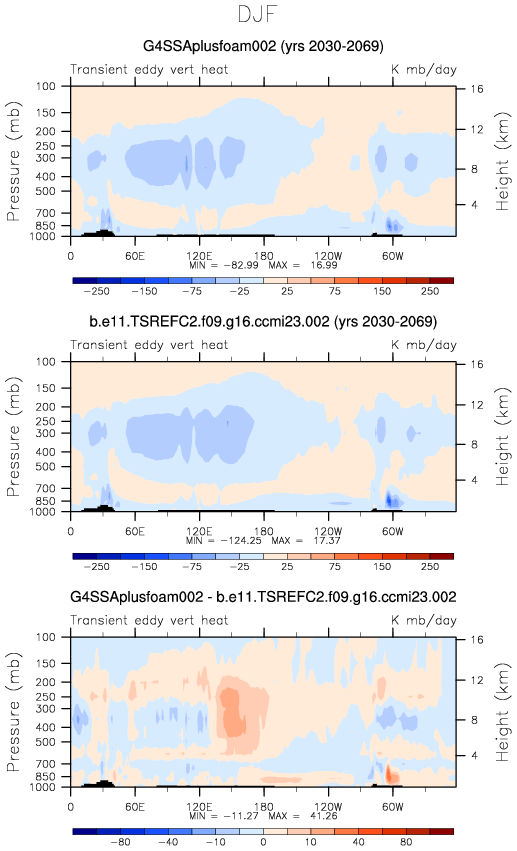 DJF
G4SSAplusfoam002 (yrs 2030-2069)
Transient eddy vert heat K mb/day
Pressure (mb)
Height (km)
100
150
200
250
300
400
500
700
850
1000
16
12
8
4
0 60E 120E 180 120W 60W
MIN = -82.99 MAX = 16.99
-250 -150 -75 -25 25 75 150 250
b.e11.TSREFC2.f09.g16.ccmi23.002 (yrs 2030-2069)
Transient eddy vert heat K mb/day
Pressure (mb)
Height (km)
100
150
200
250
300
400
500
700
850
1000
16
12
8
4
0 60E 120E 180 120W 60W
MIN = -124.25 MAX = 17.37
-250 -150 -75 -25 25 75 150 250
G4SSAplusfoam002 - b.e11.TSREFC2.f09.g16.ccmi23.002
Transient eddy vert heat K mb/day
Pressure (mb)
Height (km)
100
150
200
250
300
400
500
700
850
1000
16
12
8
4
0 60E 120E 180 120W 60W
MIN = -11.27 MAX = 41.26
-80 -40 -10 0 10 40 80